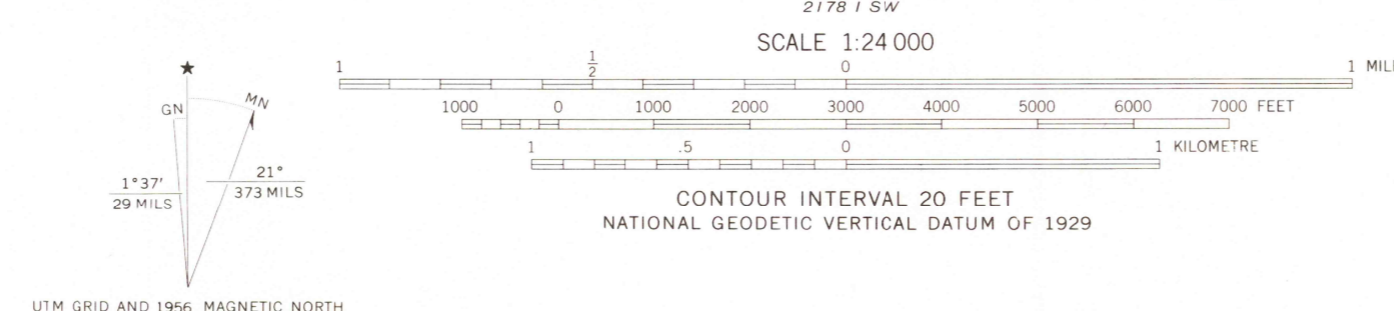 2178 I SW
SCALE 1:24 000
1 1/2 0 1
1000 0 1000 2000 3000 4000 5000 6000 7000 FEET
1 .5 0 1 KILOMETRE
CONTOUR INTERVAL 20 FEET
NATIONAL GEODETIC VERTICAL DATUM OF 1929
★
GN MN
1°37' 21°
29 MILS 373 MILS
UTM GRID AND 1956 MAGNETIC NORTH